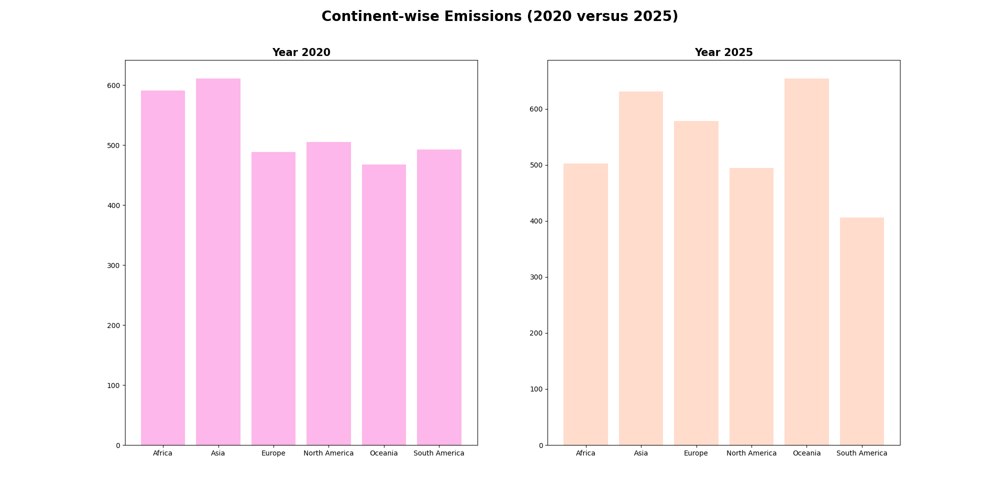 Continent-wise Emissions (2020 versus 2025)
Year 2020
600
500
400
300
200
100
0
Africa Asia Europe North America Oceania South America
Year 2025
600
500
400
300
200
100
0
Africa Asia Europe North America Oceania South America